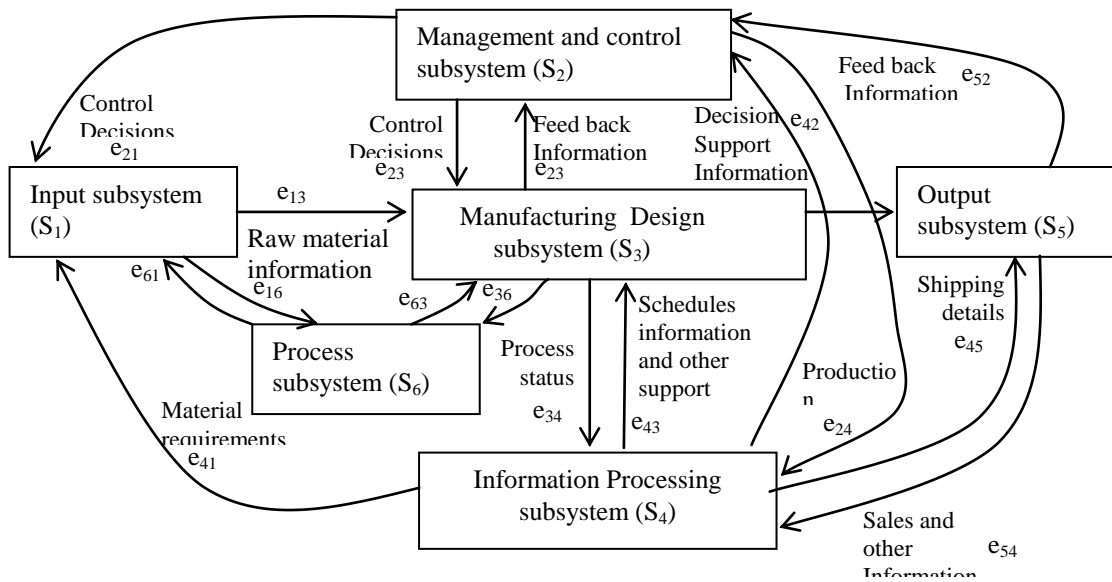 Management and control
subsystem (S2)
Feed back
Information
e52
Control
Decisions
e21
Control
Decisions
e23
Feed back
Information
e23
Decision
Support
Information
e42
Input subsystem
(S1)
e13
Raw material
information
Manufacturing Design
subsystem (S3)
Output
subsystem (S5)
e61
e16
e63
e36
Process
subsystem (S6)
Process
status
e34
Schedules
information
and other
support
e43
Shipping
details
e45
Productio
n
e24
Material
requirements
e41
Information Processing
subsystem (S4)
Sales and
other
Information
e54